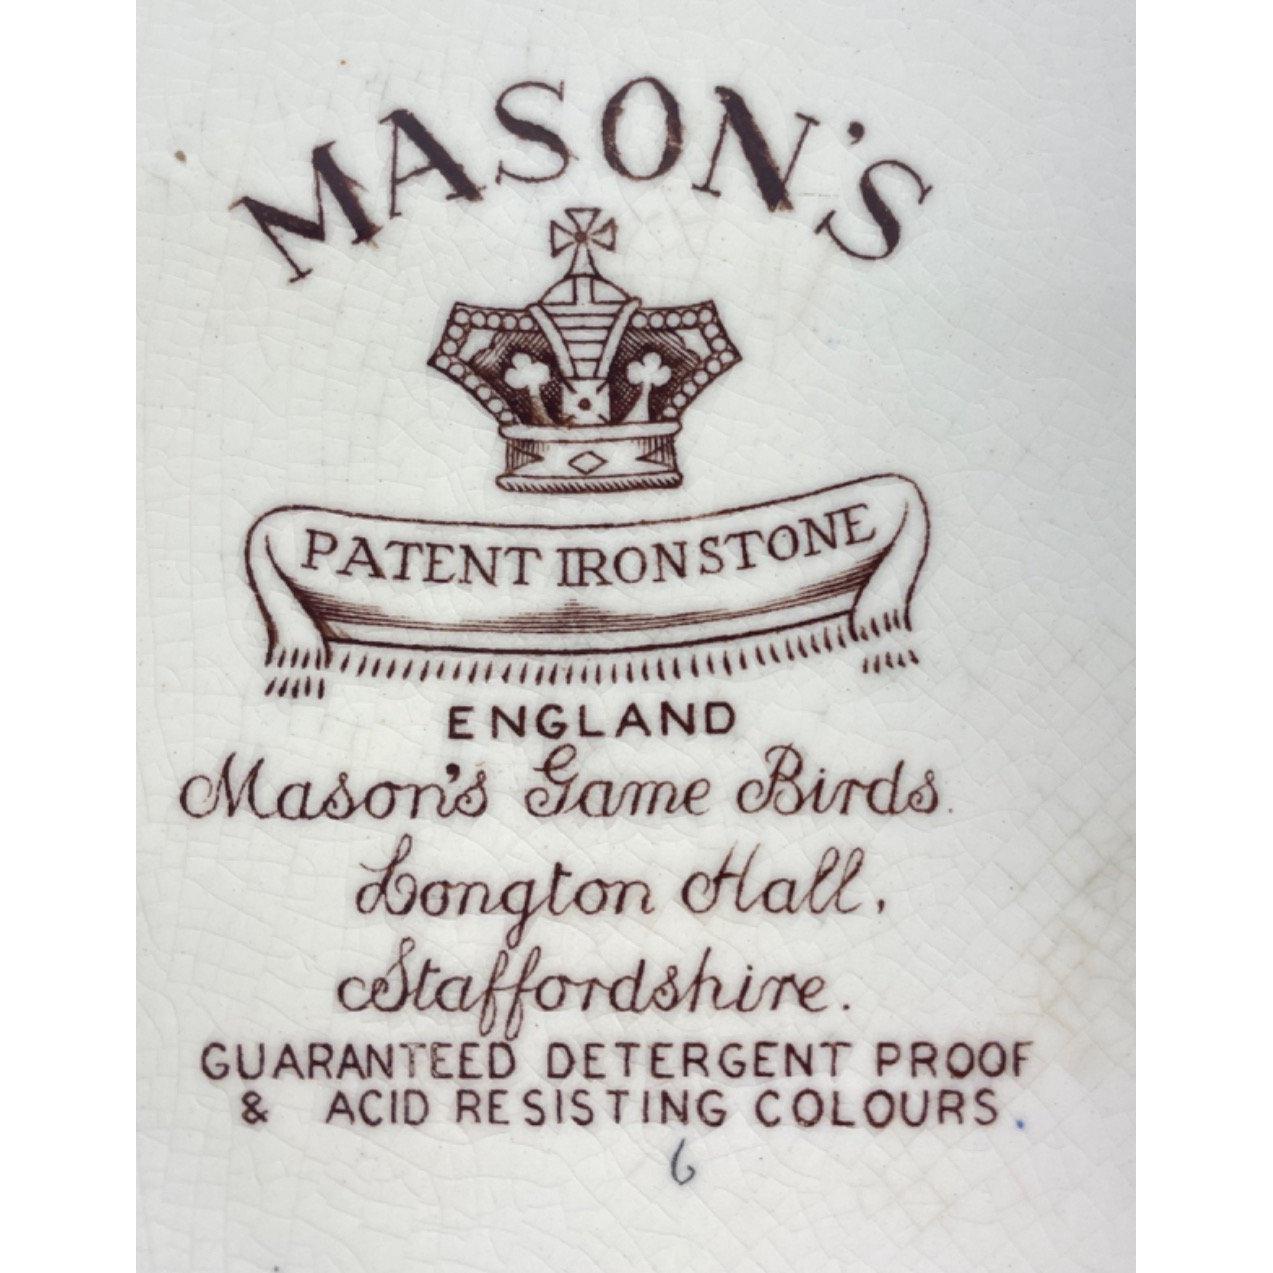 MASON'S
PATENT IRONSTONE
ENGLAND
Mason's Game Birds.
Longton Hall,
Staffordshire.
GUARANTEED DETERGENT PROOF
& ACID RESISTING COLOURS.
6